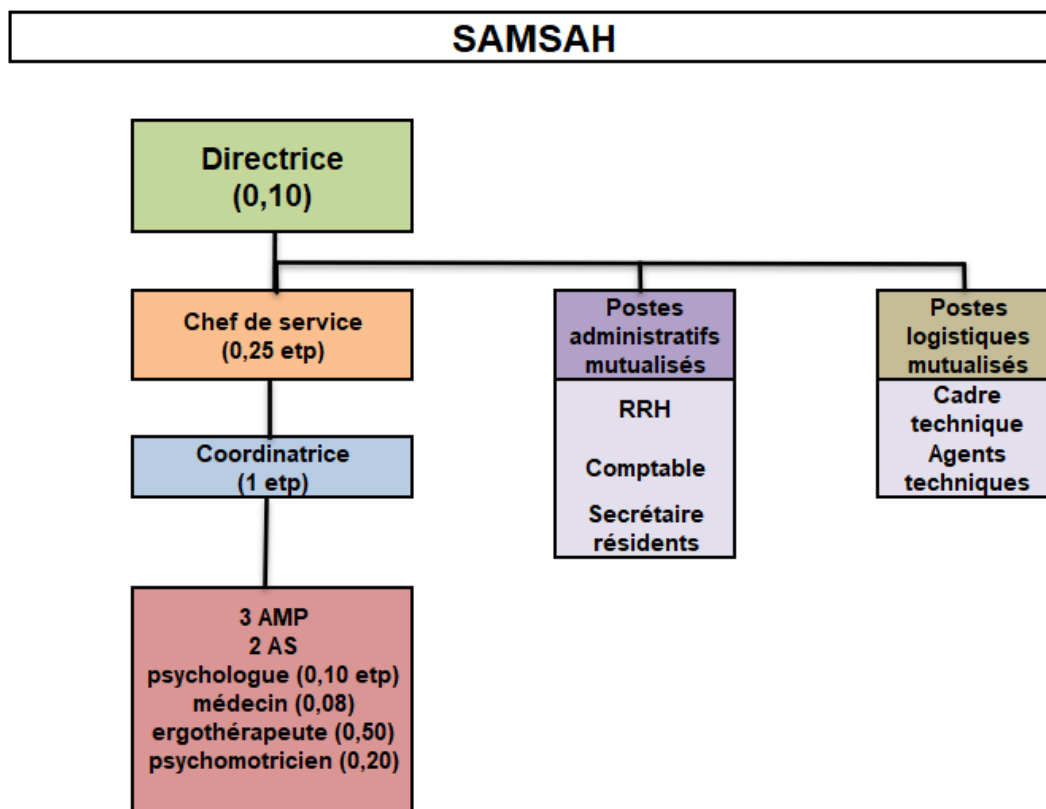 SAMSAH
Directrice
(0,10)
Chef de service
(0,25 etp)
Postes
administratifs
mutualisés
Postes
logistiques
mutualisés
RRH
Comptable
Secrétaire
résidents
Cadre
technique
Agents
techniques
Coordinatrice
(1 etp)
3 AMP
2 AS
psychologue (0,10 etp)
médecin (0,08)
ergothérapeute (0,50)
psychomotricien (0,20)